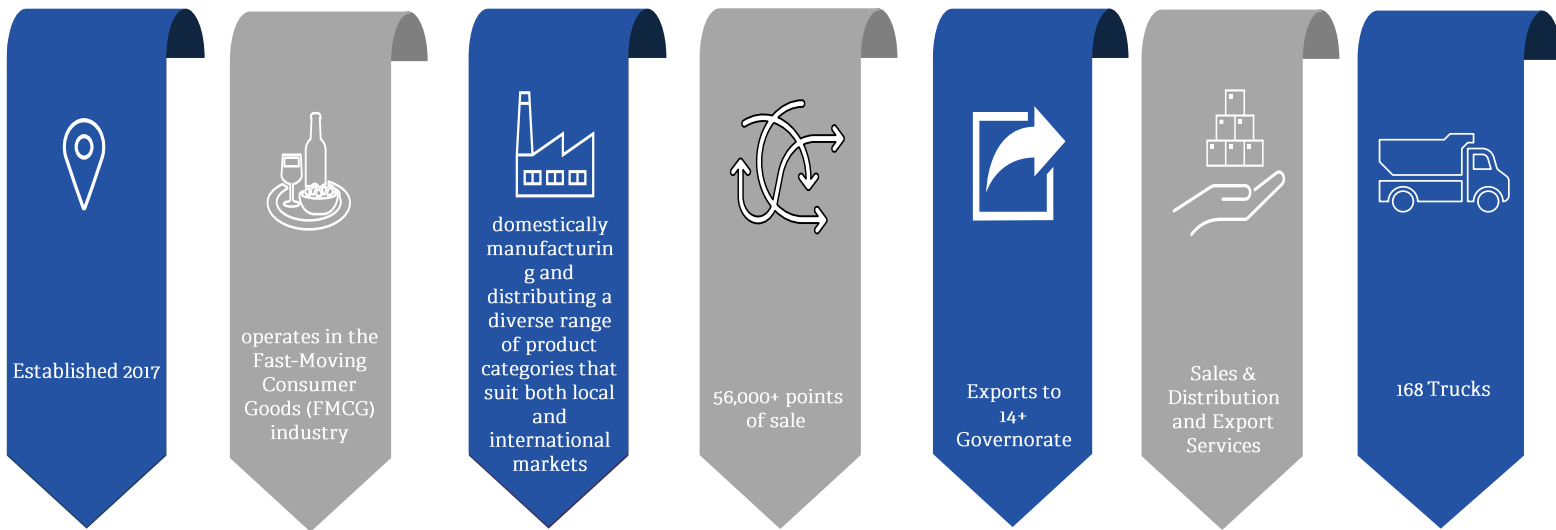 Established 2017
operates in the
Fast-Moving
Consumer
Goods (FMCG)
industry
domestically
manufacturin
g and
distributing a
diverse range
of product
categories that
suit both local
and
international
markets
56,000+ points
of sale
Exports to
14+
Governorate
Sales &
Distribution
and Export
Services
168 Trucks